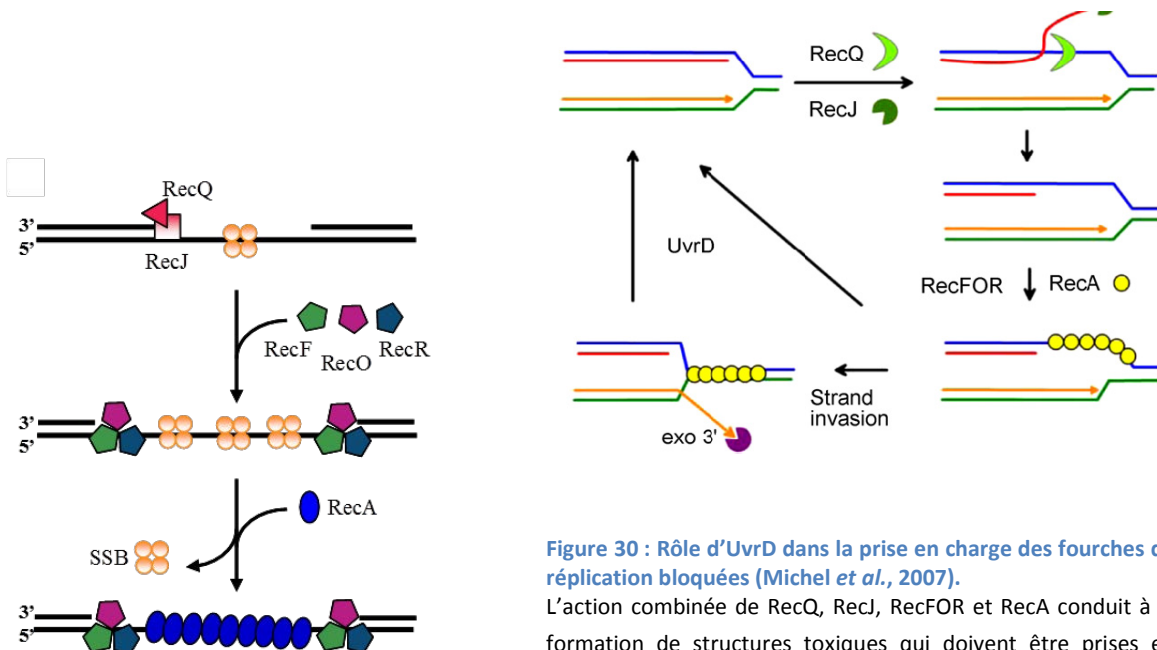 RecQ
3’
5’
RecJ
RecF
RecO
RecR
3’
5’
RecA
SSB
3’
5’
RecQ
RecJ
UvrD
RecFOR
RecA
Strand
invasion
exo 3'
Figure 30 : Rôle d’UvrD dans la prise en charge des fourches
réplication bloquées (Michel et al., 2007).
L’action combinée de RecQ, RecJ, RecFOR et RecA conduit à
formation de structures toxiques qui doivent être prises